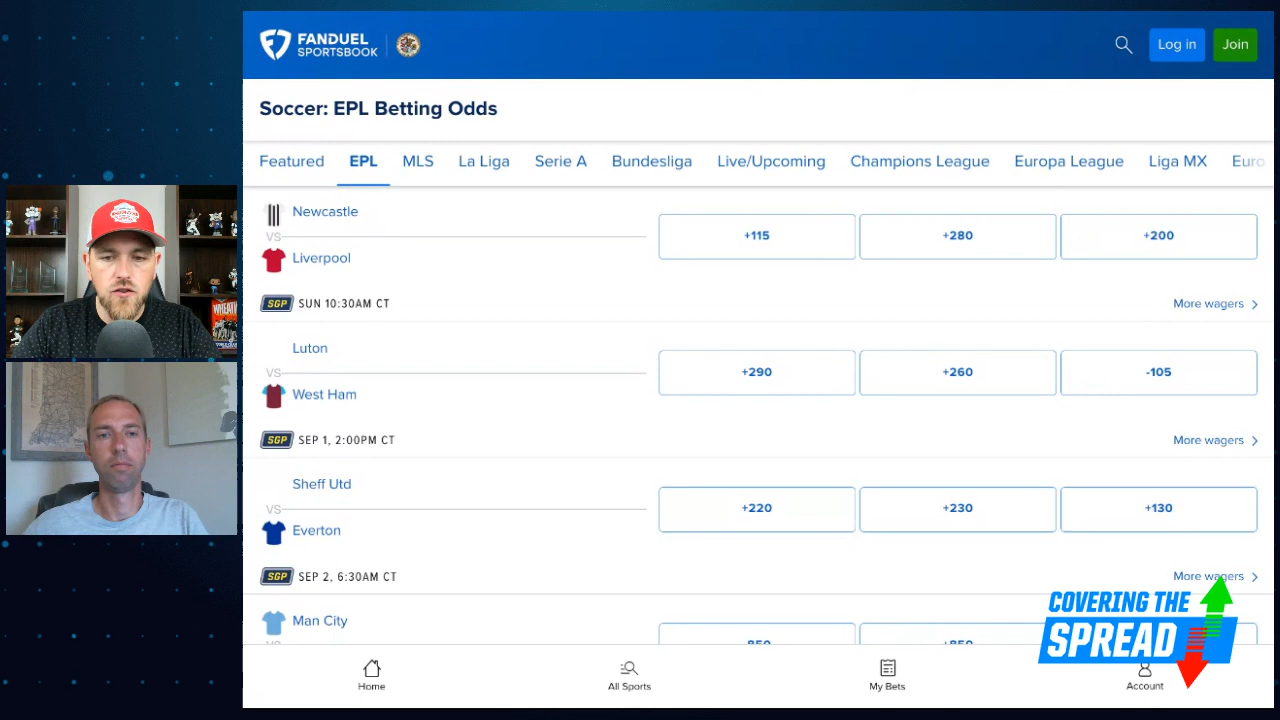 FANDUEL
SPORTSBOOK
Log in
Join
Soccer: EPL Betting Odds
Featured
EPL
MLS
La Liga
Serie A
Bundesliga
Live/Upcoming
Champions League
Europa League
Liga MX
Euro
Newcastle
VS
Liverpool
+115
+280
+200
SGP SUN 10:30AM CT
More wagers
Luton
VS
West Ham
+290
+260
-105
SGP SEP 1, 2:00PM CT
More wagers
Sheff Utd
VS
Everton
+220
+230
+130
SGP SEP 2, 6:30AM CT
More wagers
Man City
COVERING THE
SPREAD
Home
All Sports
My Bets
Account